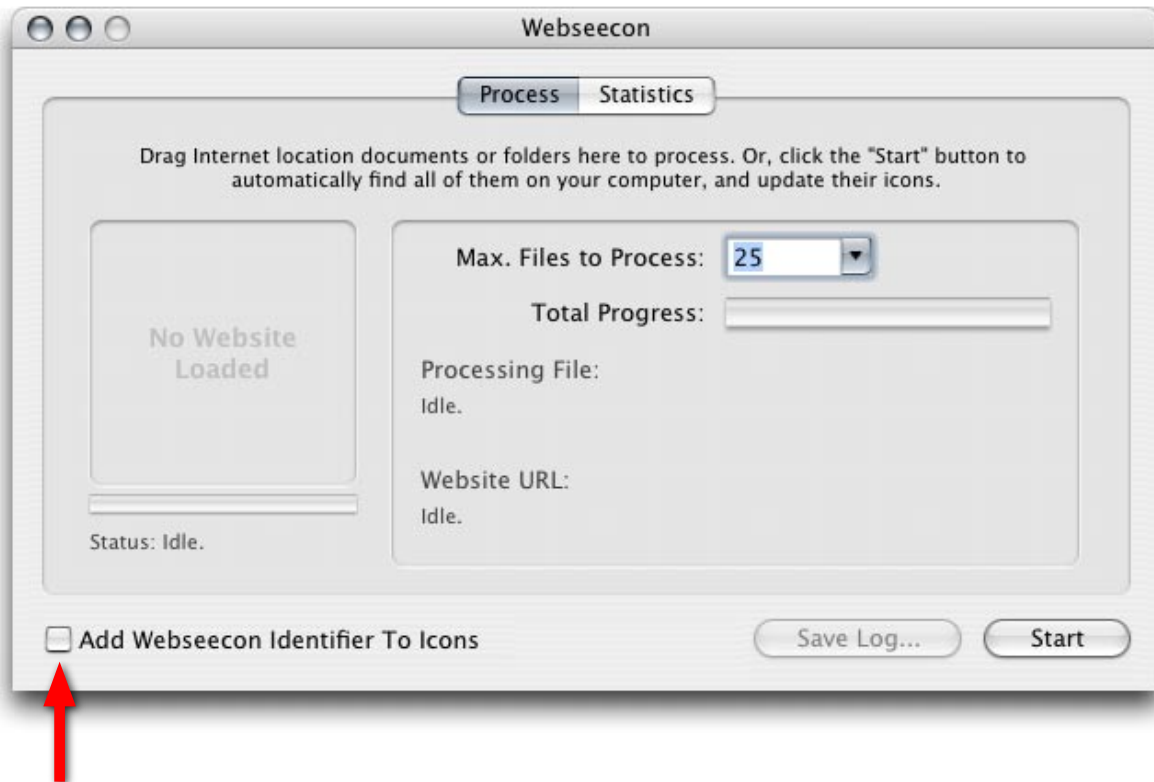 Webseecon
Process Statistics
Drag Internet location documents or folders here to process. Or, click the "Start" button to
automatically find all of them on your computer, and update their icons.
No Website
Loaded
Status: Idle.
Max. Files to Process: 25
Total Progress:
Processing File:
Idle.
Website URL:
Idle.
Add Webseecon Identifier To Icons
Save Log...
Start